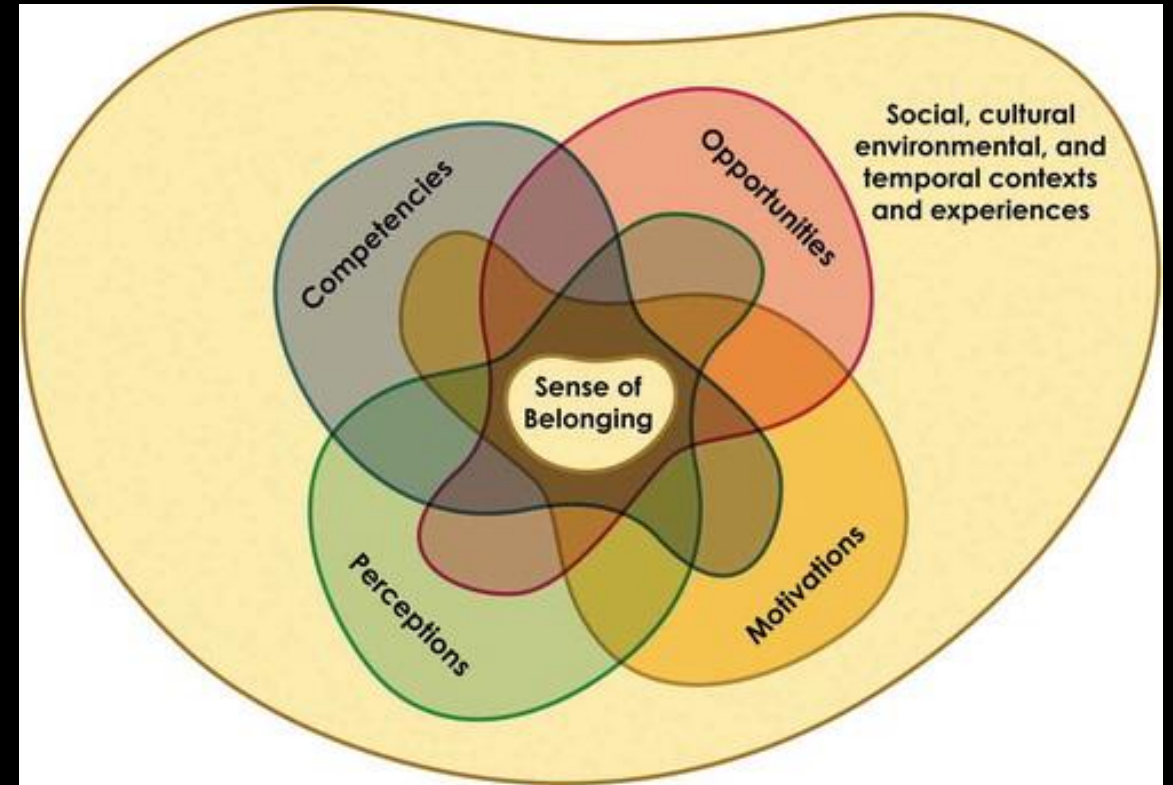 Social, cultural
environmental, and
temporal contexts
and experiences
Competencies
Opportunities
Sense of
Belonging
Perceptions
Motivations